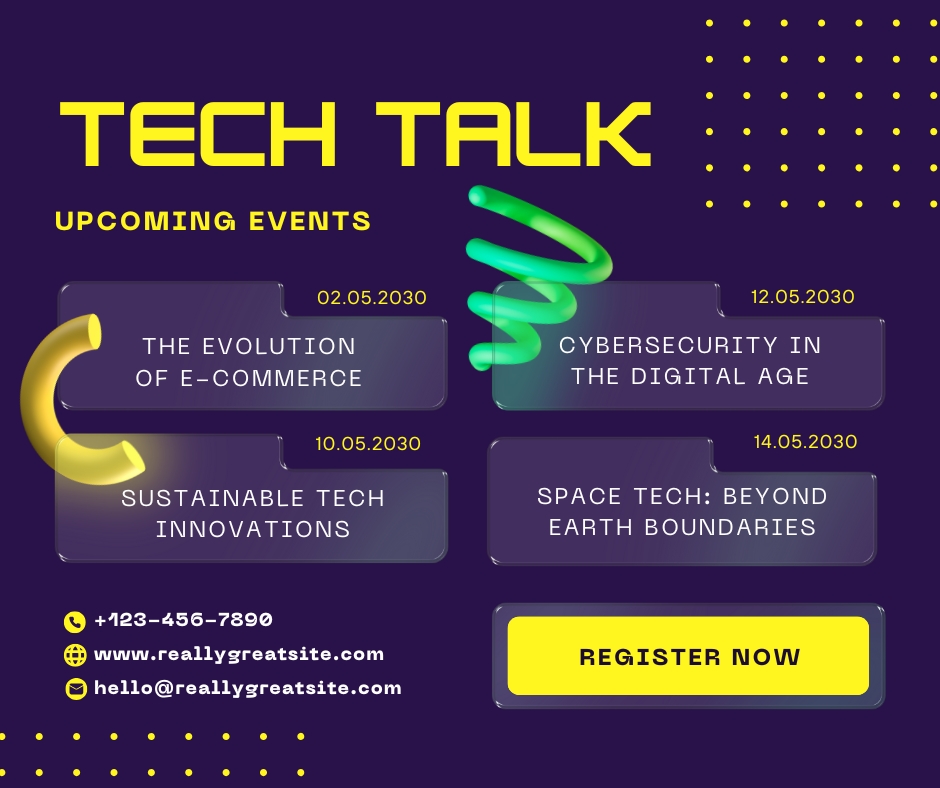 TECH TALK
UPCOMING EVENTS
02.05.2030
THE EVOLUTION
OF E-COMMERCE
12.05.2030
CYBERSECURITY IN
THE DIGITAL AGE
10.05.2030
SUSTAINABLE TECH
INNOVATIONS
14.05.2030
SPACE TECH: BEYOND
EARTH BOUNDARIES
+123-456-7890
www.reallygreatsite.com
hello@reallygreatsite.com
REGISTER NOW